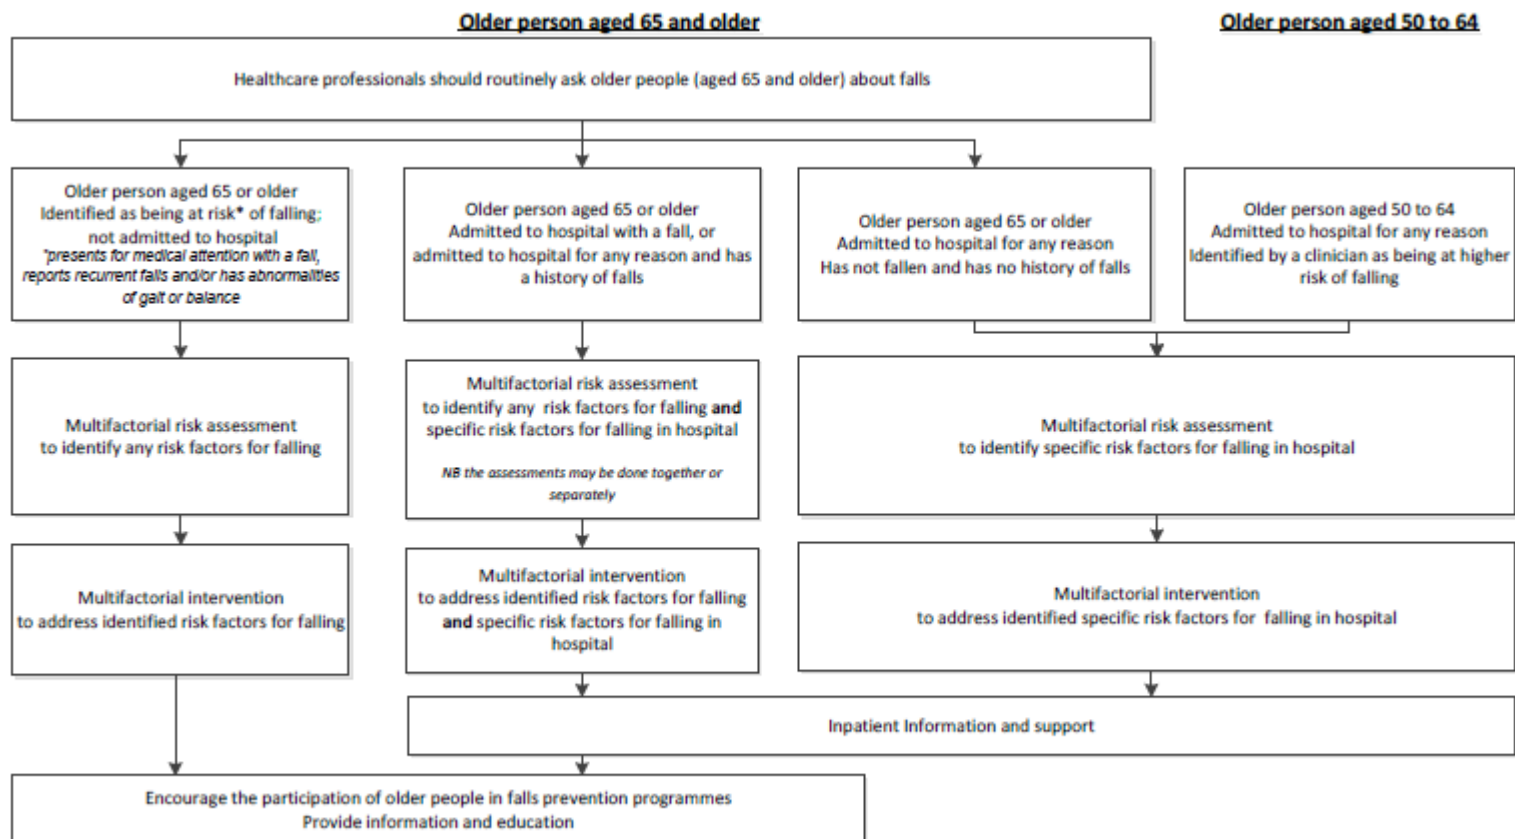 Older person aged 65 and older
Older person aged 50 to 64
Healthcare professionals should routinely ask older people (aged 65 and older) about falls
Older person aged 65 or older
Identified as being at risk* of falling;
not admitted to hospital
*presents for medical attention with a fall,
reports recurrent falls and/or has abnormalities
of gait or balance
Older person aged 65 or older
Admitted to hospital with a fall, or
admitted to hospital for any reason and has
a history of falls
Older person aged 65 or older
Admitted to hospital for any reason
Has not fallen and has no history of falls
Older person aged 50 to 64
Admitted to hospital for any reason
Identified by a clinician as being at higher
risk of falling
Multifactorial risk assessment
to identify any risk factors for falling
Multifactorial risk assessment
to identify any risk factors for falling and
specific risk factors for falling in hospital
NB the assessments may be done together or
separately
Multifactorial risk assessment
to identify specific risk factors for falling in hospital
Multifactorial intervention
to address identified risk factors for falling
Multifactorial intervention
to address identified risk factors for falling
and specific risk factors for falling in
hospital
Multifactorial intervention
to address identified specific risk factors for falling in hospital
Inpatient Information and support
Encourage the participation of older people in falls prevention programmes
Provide information and education